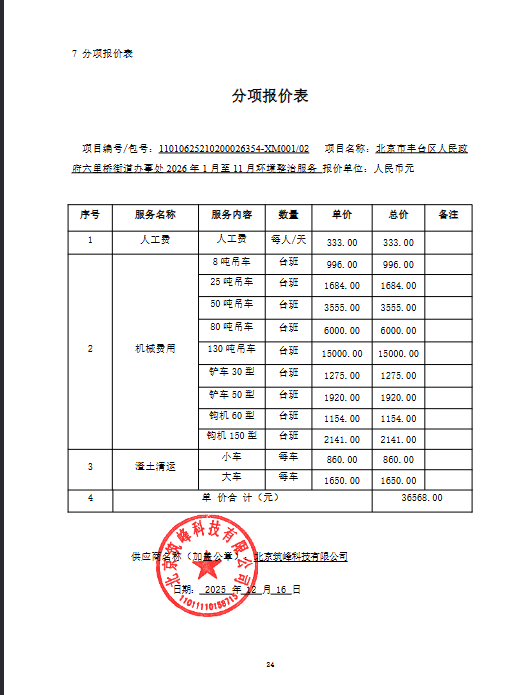 7 分项报价表
分项报价表
项目编号/包号：11010625210200026354-XM001/02 项目名称：北京市丰台区人民政
府六里桥街道办事处 2026 年 1 月至 11 月环境整治服务 报价单位：人民币元
序号 服务名称 服务内容 数量 单价 总价 备注
1 人工费 人工费 每人/天 333.00 333.00
2 机械费用 8 吨吊车 台班 996.00 996.00
25 吨吊车 台班 1684.00 1684.00
50 吨吊车 台班 3555.00 3555.00
80 吨吊车 台班 6000.00 6000.00
130 吨吊车 台班 15000.00 15000.00
铲车 30 型 台班 1275.00 1275.00
铲车 50 型 台班 1920.00 1920.00
钩机 60 型 台班 1154.00 1154.00
钩机 150 型 台班 2141.00 2141.00
3 渣土清运 小车 每车 860.00 860.00
大车 每车 1650.00 1650.00
4 单 价 合 计（元） 36568.00
供应商名称（加盖公章） 北京筑峰科技有限公司
北京筑峰科技有限公司
日期： 2025 年 12 月 16 日
34